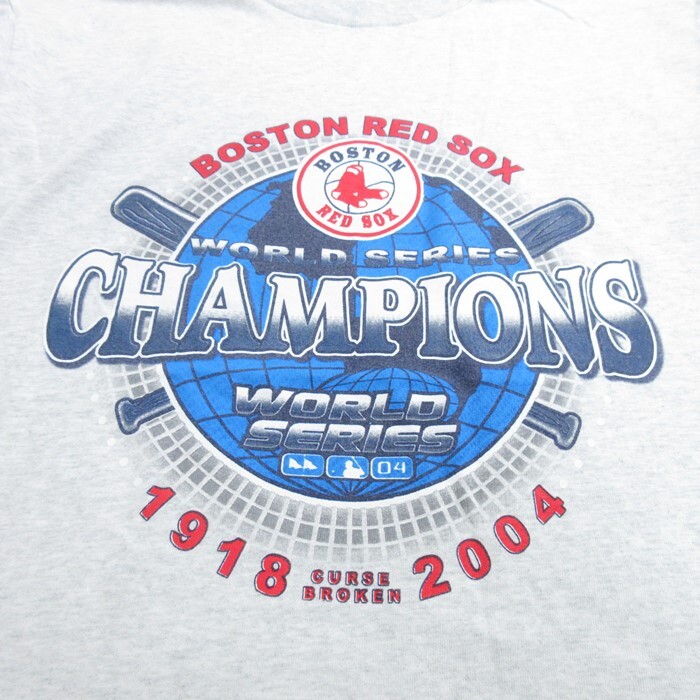 BOSTON RED SOX
BOSTON
RED SOX
WORLD SERIES
CHAMPIONS
WORLD
SERIES
04
1918 CURSE BROKEN 2004